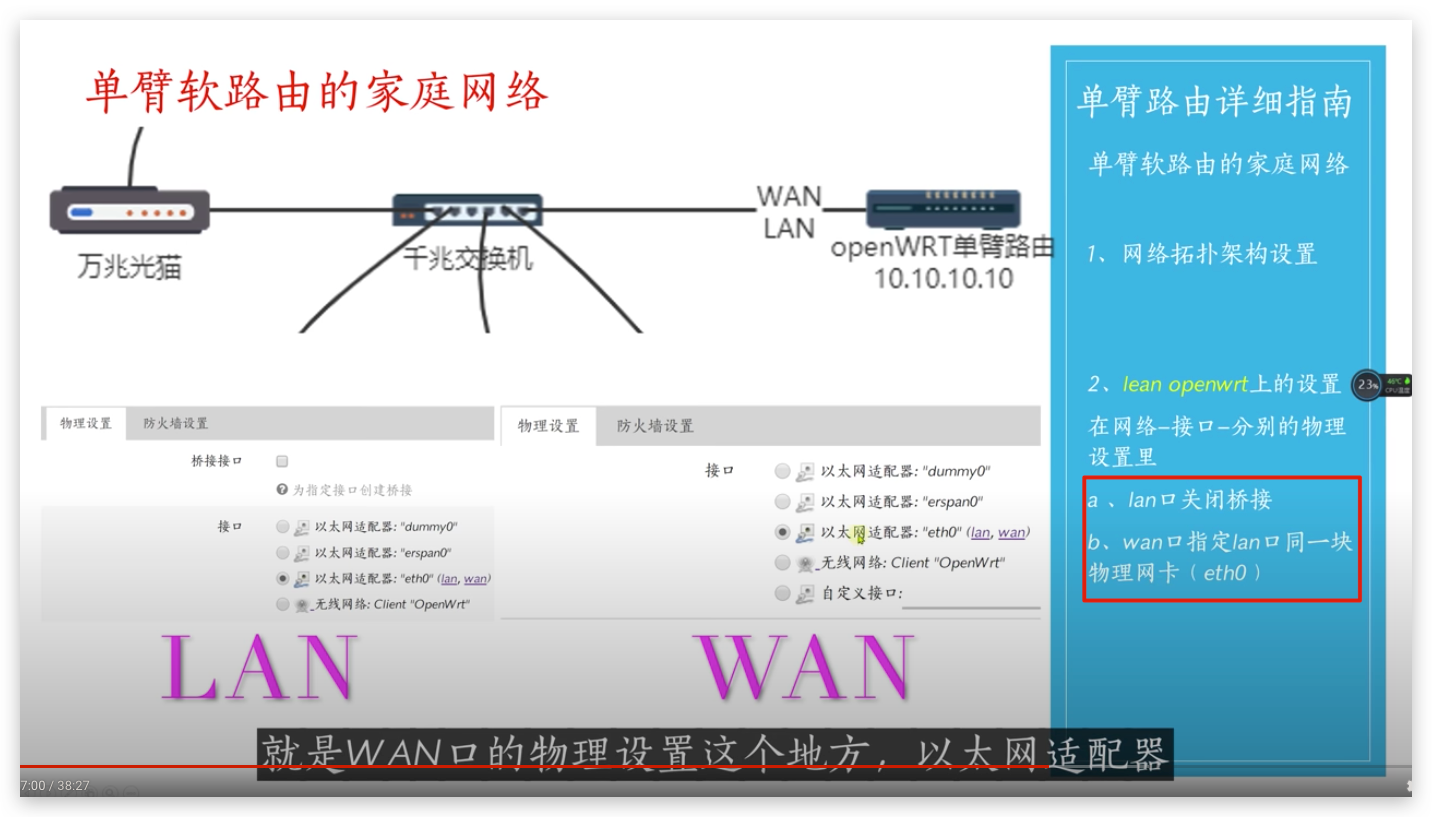 单臂软路由的家庭网络
万兆光猫
千兆交换机
WAN
LAN
openWRT单臂路由
10.10.10.10
物理设置
防火墙设置
桥接接口
为指定接口创建桥接
接口
以太网适配器: "dummy0"
以太网适配器: "erspan0"
以太网适配器: "eth0" (lan, wan)
无线网络: Client "OpenWrt"
LAN
物理设置
防火墙设置
接口
以太网适配器: "dummy0"
以太网适配器: "erspan0"
以太网适配器: "eth0" (lan, wan)
无线网络: Client "OpenWrt"
自定义接口:
WAN
单臂路由详细指南
单臂软路由的家庭网络
1、网络拓扑架构设置
2、lean openwrt上的设置
在网络-接口-分别的物理
设置里
a 、lan口关闭桥接
b、wan口指定lan口同一块
物理网卡（eth0）
23%
46℃
CPU温度
就是WAN口的物理设置这个地方，以太网适配器
7:00 / 38:27